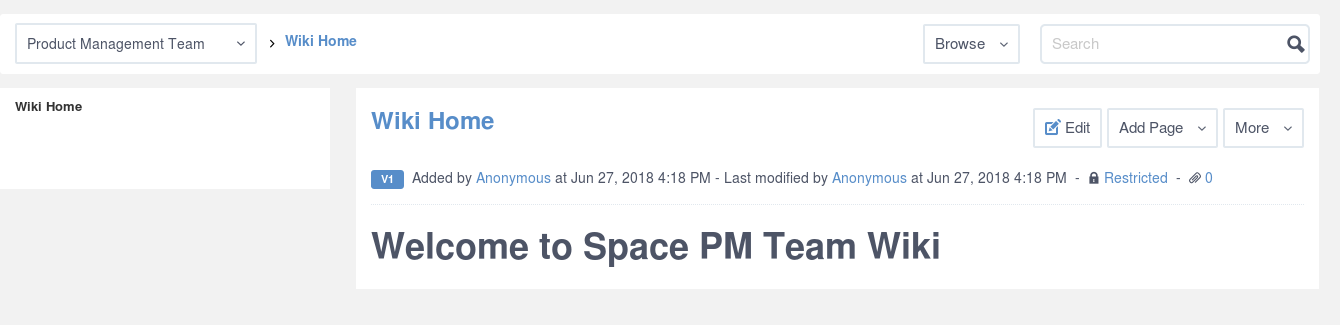 Product Management Team
Wiki Home
Browse
Search
Wiki Home
Wiki Home
Edit
Add Page
More
V1 Added by Anonymous at Jun 27, 2018 4:18 PM - Last modified by Anonymous at Jun 27, 2018 4:18 PM - Restricted - 0
Welcome to Space PM Team Wiki